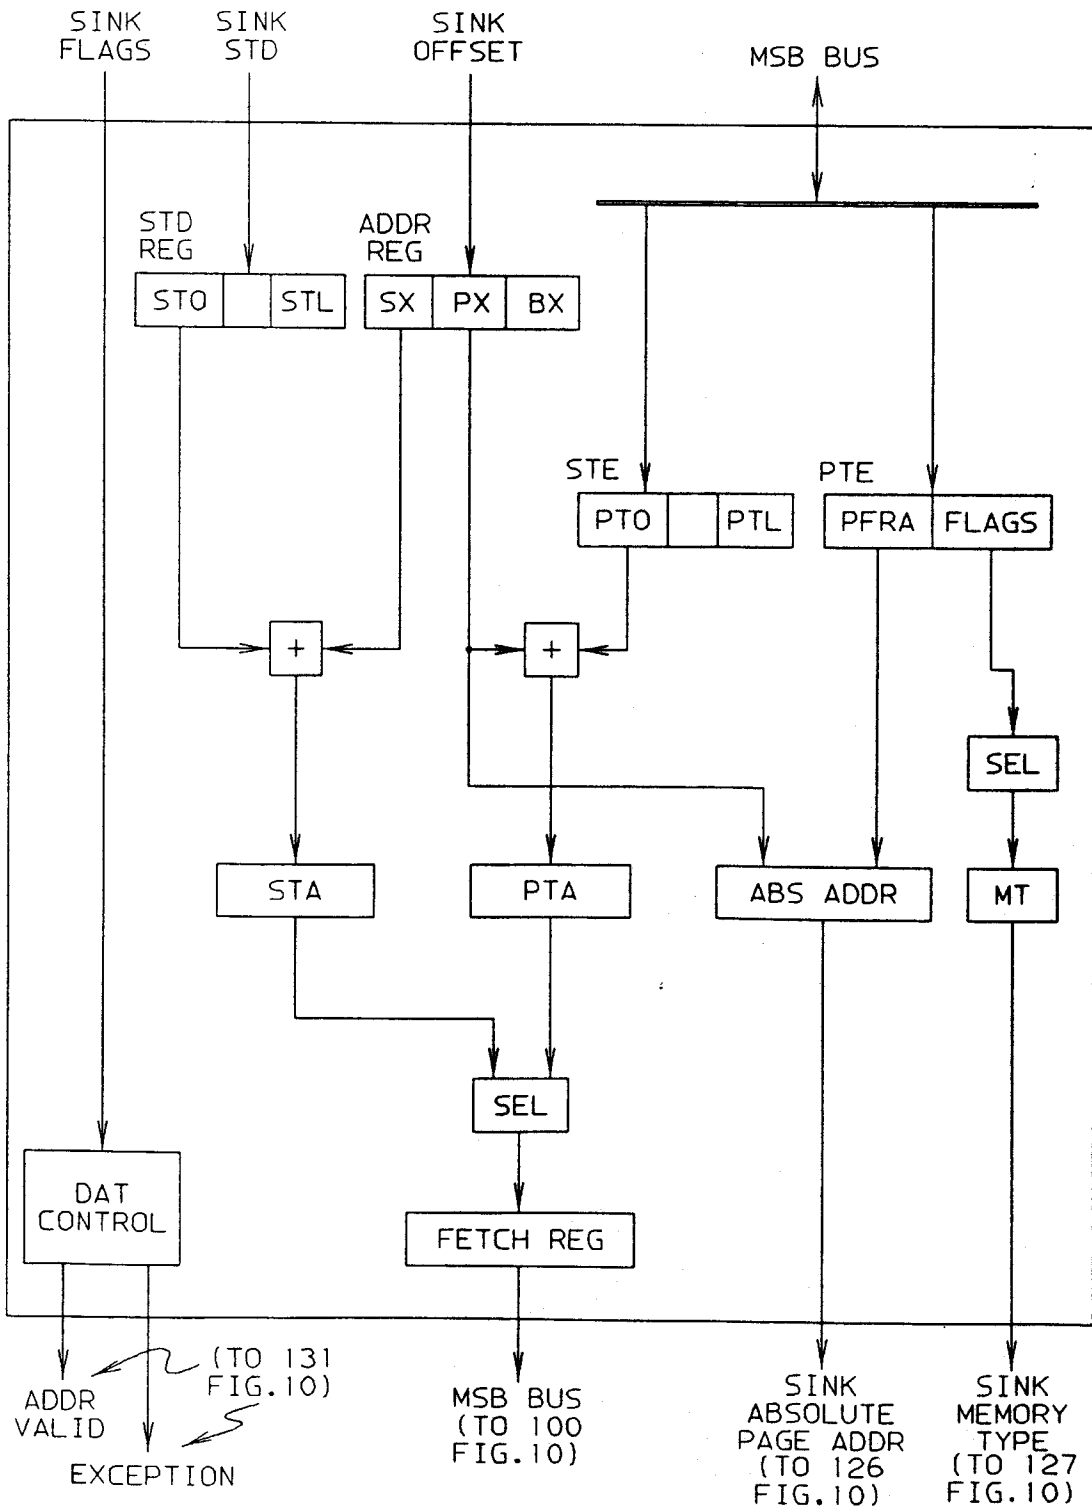 SINK
FLAGS
SINK
STD
SINK
OFFSET
MSB BUS
STD
REG
ADDR
REG
STO
STL
SX
PX
BX
STE
PTE
PTO
PTL
PFRA
FLAGS
+
+
SEL
STA
PTA
ABS ADDR
MT
SEL
DAT
CONTROL
FETCH REG
(TO 131
FIG.10)
ADDR
VALID
EXCEPTION
MSB BUS
(TO 100
FIG.10)
SINK
ABSOLUTE
PAGE ADDR
(TO 126
FIG.10)
SINK
MEMORY
TYPE
(TO 127
FIG.10)